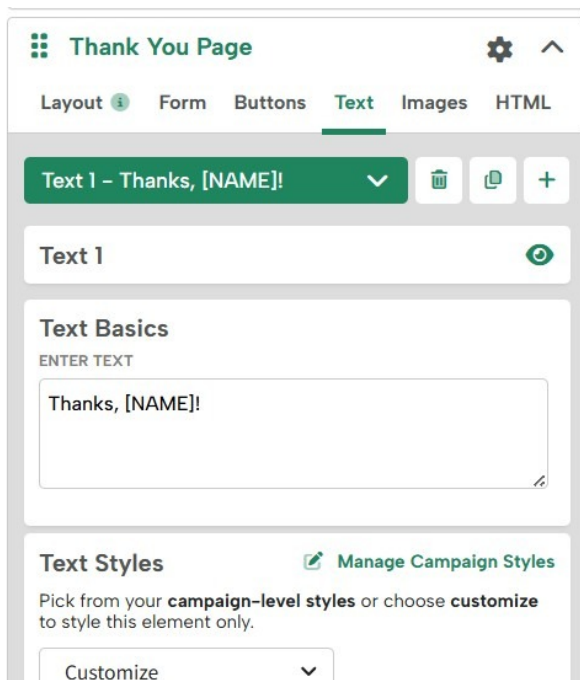 Thank You Page
Layout Form Buttons Text Images HTML
Text 1 – Thanks, [NAME]!
Text 1
Text Basics
ENTER TEXT
Thanks, [NAME]!
Text Styles Manage Campaign Styles
Pick from your campaign-level styles or choose customize
to style this element only.
Customize